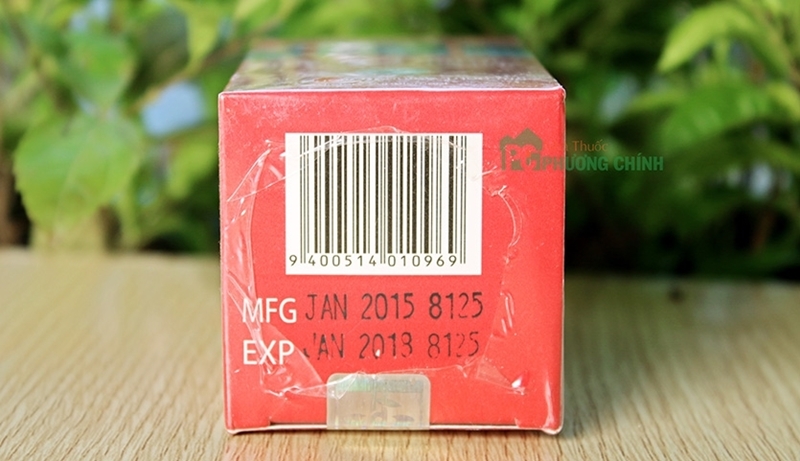 Thuốc
PHƯƠNG CHÍNH
9 400514 010969
MFG JAN 2015 8125
EXP JAN 2018 8125